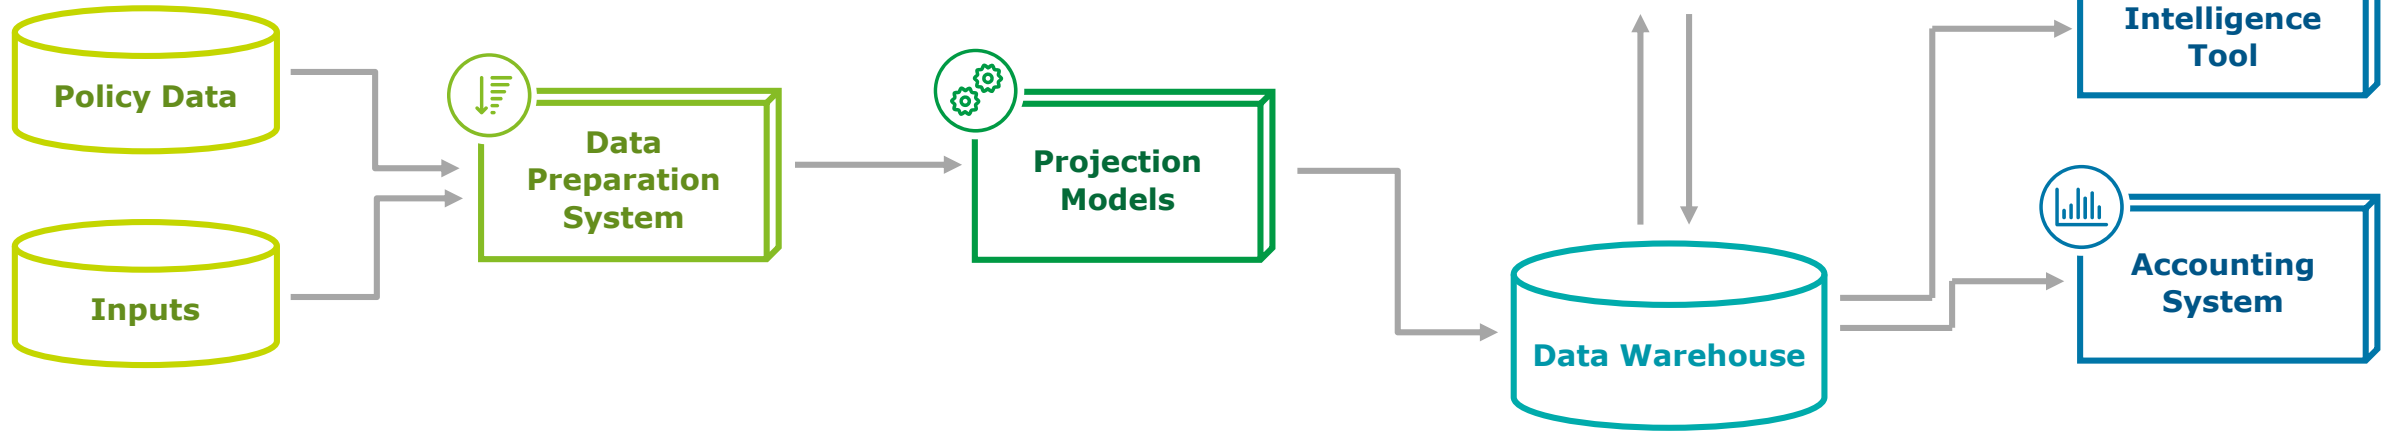 Policy Data
Inputs
Data
Preparation
System
Projection
Models
Data Warehouse
Intelligence
Tool
Accounting
System